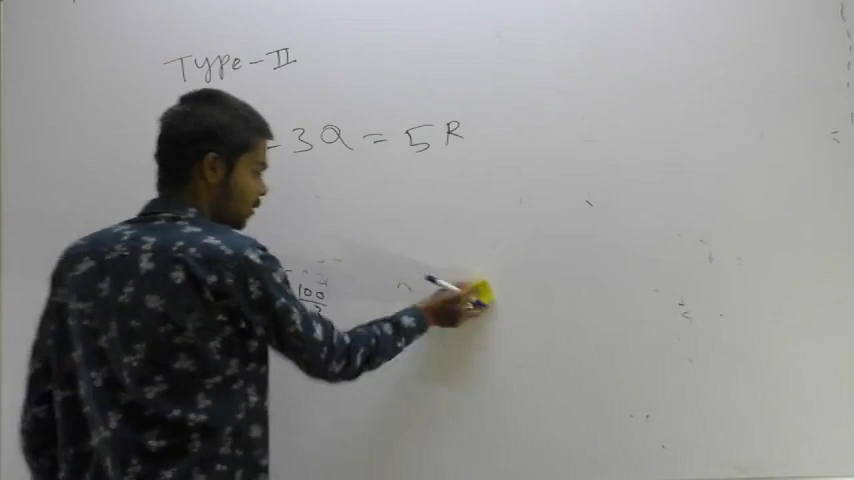 Type-II
= 3Q = 5R
100